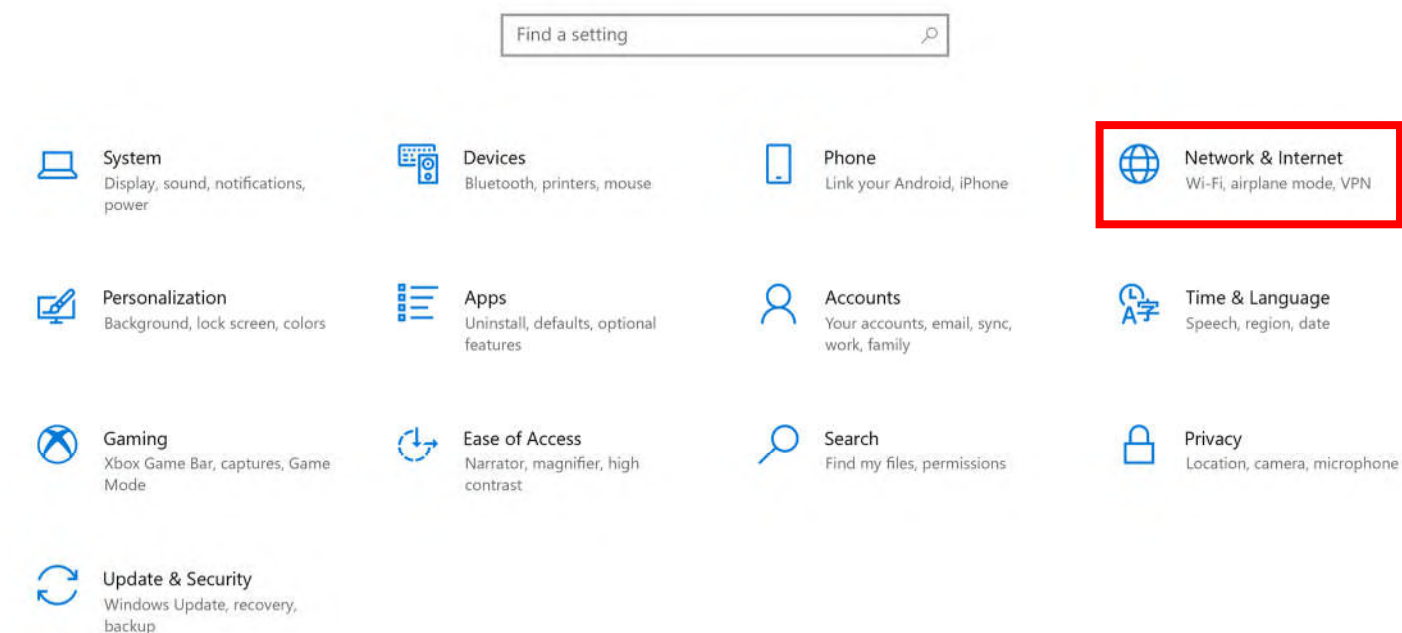 Find a setting
System
Display, sound, notifications,
power
Devices
Bluetooth, printers, mouse
Phone
Link your Android, iPhone
Network & Internet
Wi-Fi, airplane mode, VPN
Personalization
Background, lock screen, colors
Apps
Uninstall, defaults, optional
features
Accounts
Your accounts, email, sync,
work, family
Time & Language
Speech, region, date
Gaming
Xbox Game Bar, captures, Game
Mode
Ease of Access
Narrator, magnifier, high
contrast
Search
Find my files, permissions
Privacy
Location, camera, microphone
Update & Security
Windows Update, recovery,
backup